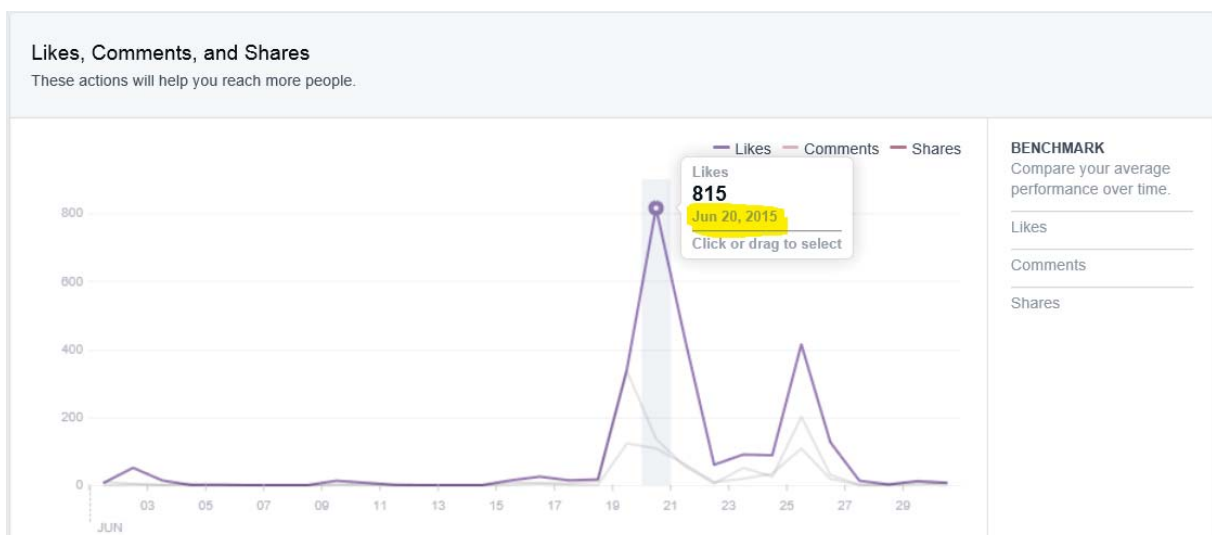 Likes, Comments, and Shares
These actions will help you reach more people.
Likes Comments Shares
Likes
815
Jun 20, 2015
Click or drag to select
800
600
400
200
0
03 05 07 09 11 13 15 17 19 21 23 25 27 29
JUN
BENCHMARK
Compare your average
performance over time.
Likes
Comments
Shares